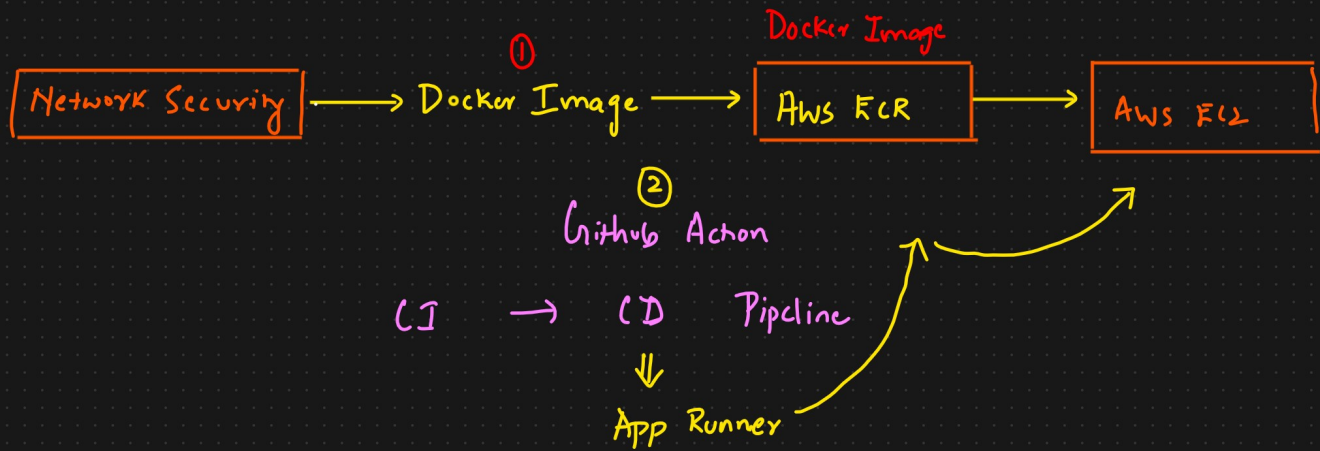 Docker Image
①
Network Security → Docker Image → AWS ECR → AWS EC2
②
Github Action
CI → CD Pipeline
⇓
App Runner